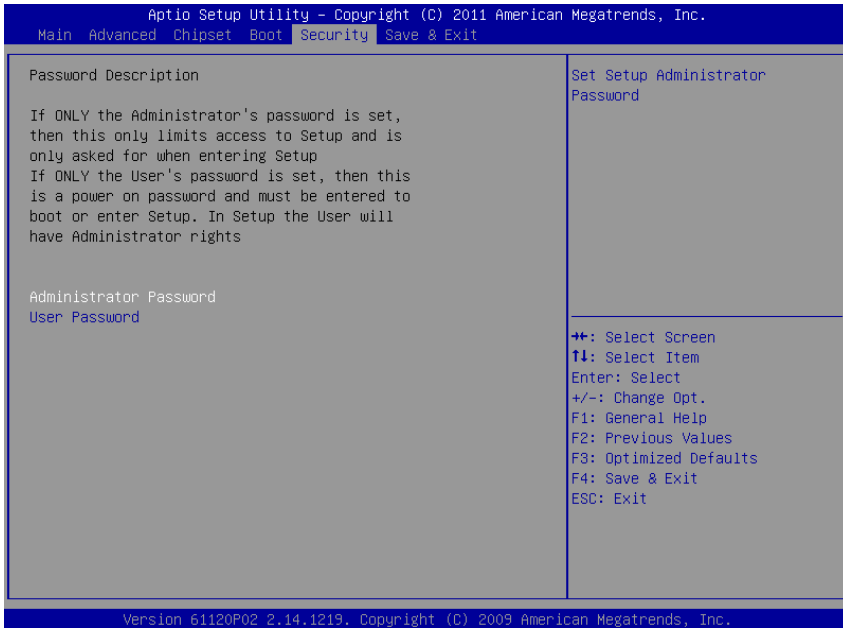 Aptio Setup Utility – Copyright (C) 2011 American Megatrends, Inc.
Main Advanced Chipset Boot Security Save & Exit
Password Description
If ONLY the Administrator's password is set,
then this only limits access to Setup and is
only asked for when entering Setup
If ONLY the User's password is set, then this
is a power on password and must be entered to
boot or enter Setup. In Setup the User will
have Administrator rights
Administrator Password
User Password
Set Setup Administrator
Password
→←: Select Screen
↑↓: Select Item
Enter: Select
+/-: Change Opt.
F1: General Help
F2: Previous Values
F3: Optimized Defaults
F4: Save & Exit
ESC: Exit
Version 61120P02 2.14.1219. Copyright (C) 2009 American Megatrends, Inc.